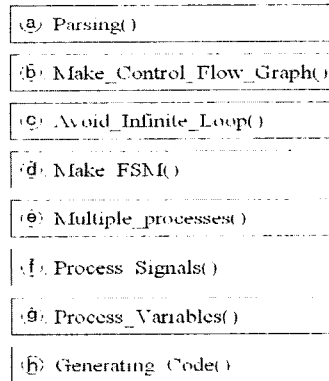 (a) Parsing()
(b) Make_Control_Flow_Graph()
(c) Avoid_Infinite_Loop()
(d) Make_FSM()
(e) Multiple_processes()
(f) Process_Signals()
(g) Process_Variables()
(h) Generating_Code()